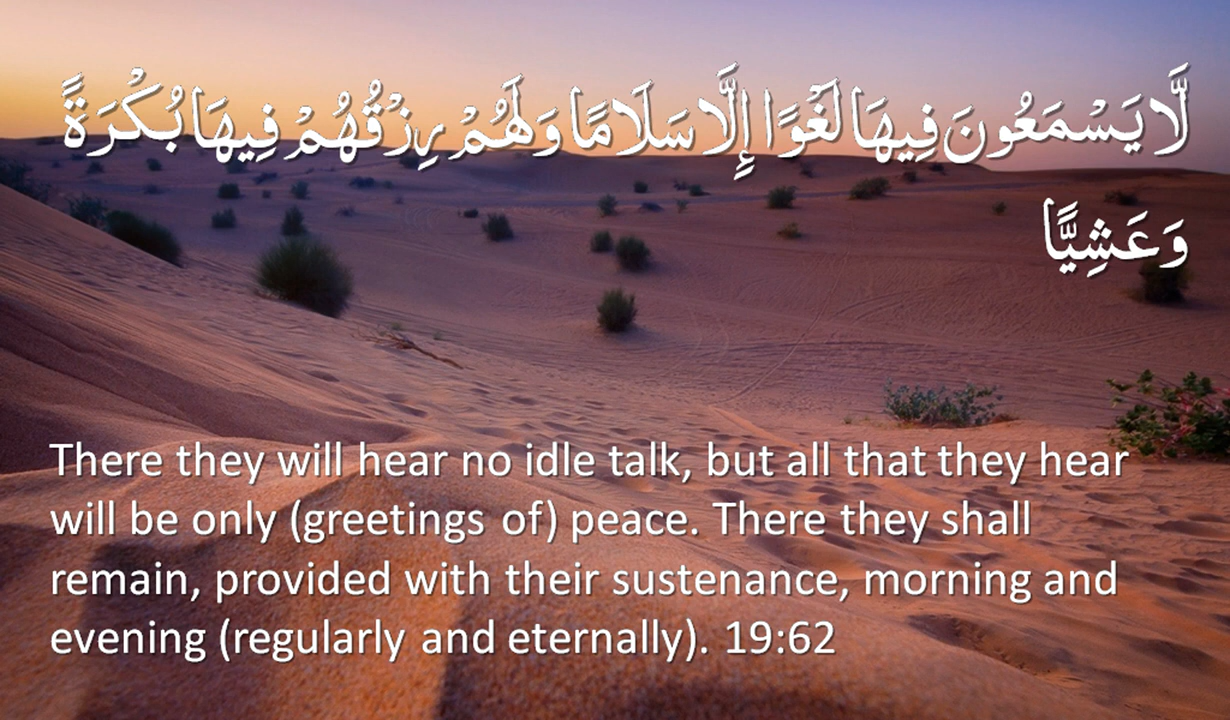 لَّا يَسْمَعُونَ فِيهَا لَغْوًا إِلَّا سَلَامًا وَلَهُمْ رِزْقُهُمْ فِيهَا بُكْرَةً
وَعَشِيًّا
There they will hear no idle talk, but all that they hear
will be only (greetings of) peace. There they shall
remain, provided with their sustenance, morning and
evening (regularly and eternally). 19:62